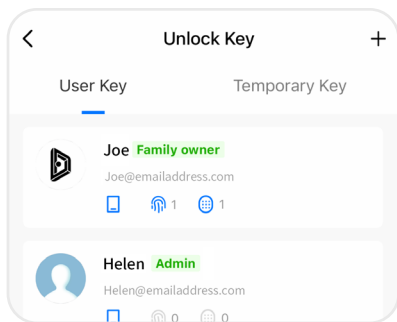 Unlock Key
User Key Temporary Key
Joe Family owner
Joe@emailaddress.com
1 1
Helen Admin
Helen@emailaddress.com
0 0